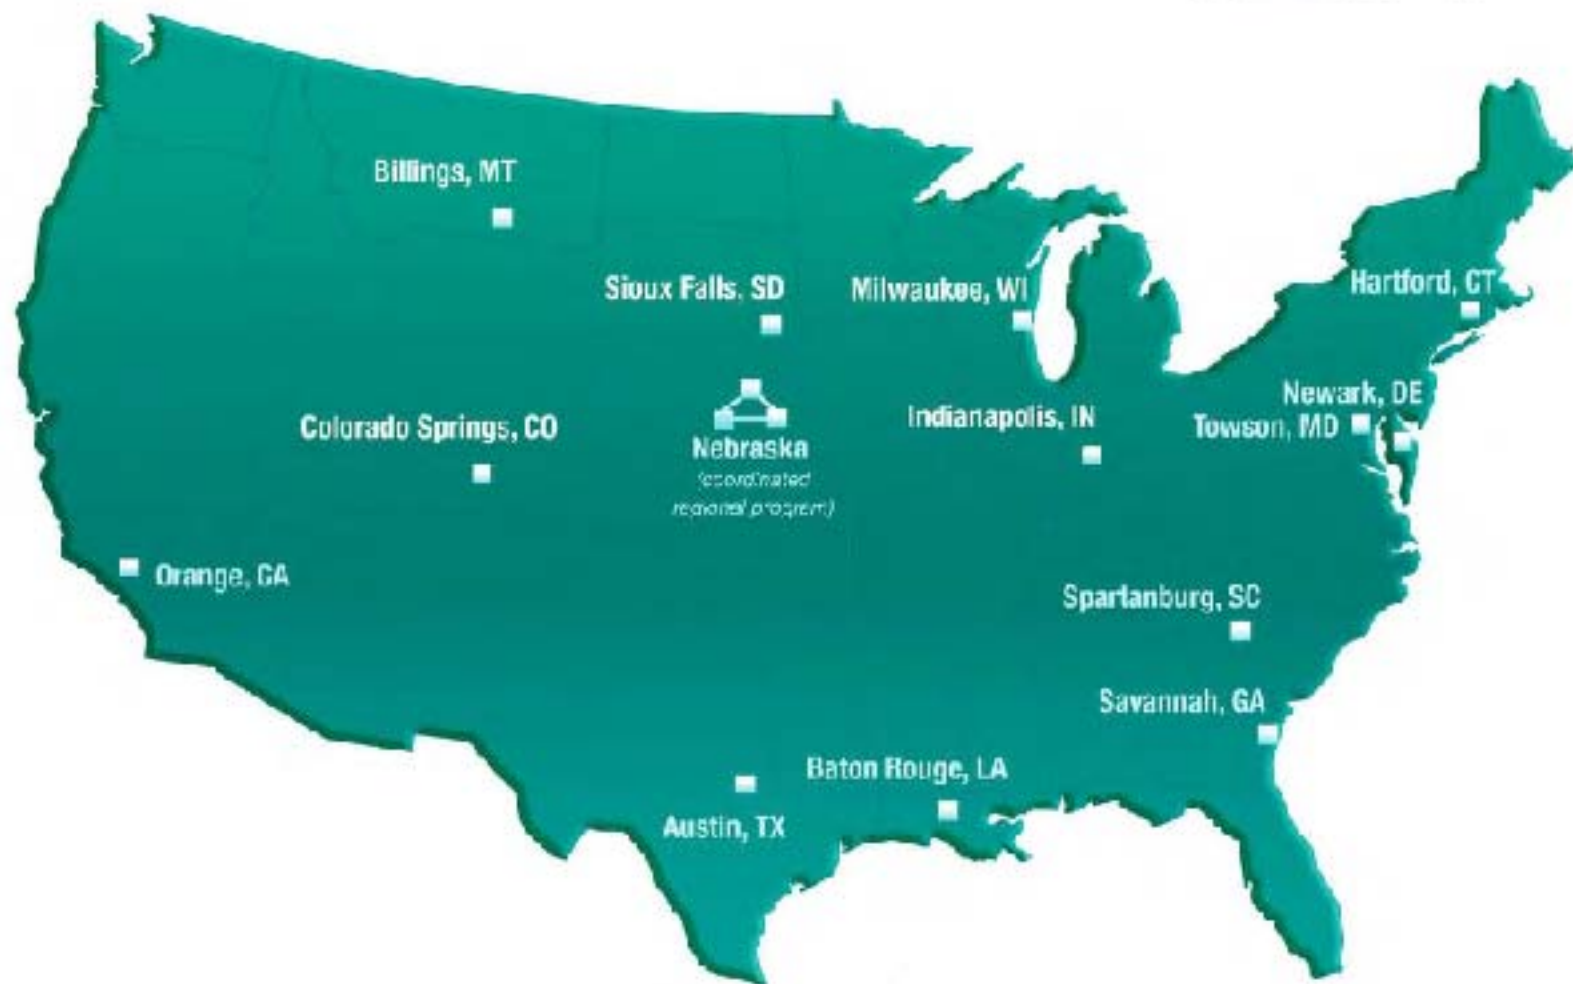 Billings, MT
Sioux Falls, SD
Milwaukee, WI
Hartford, CT
Newark, DE
Towson, MD
Indianapolis, IN
Colorado Springs, CO
Nebraska
(coordinated
regional program)
Orange, CA
Spartanburg, SC
Savannah, GA
Baton Rouge, LA
Austin, TX